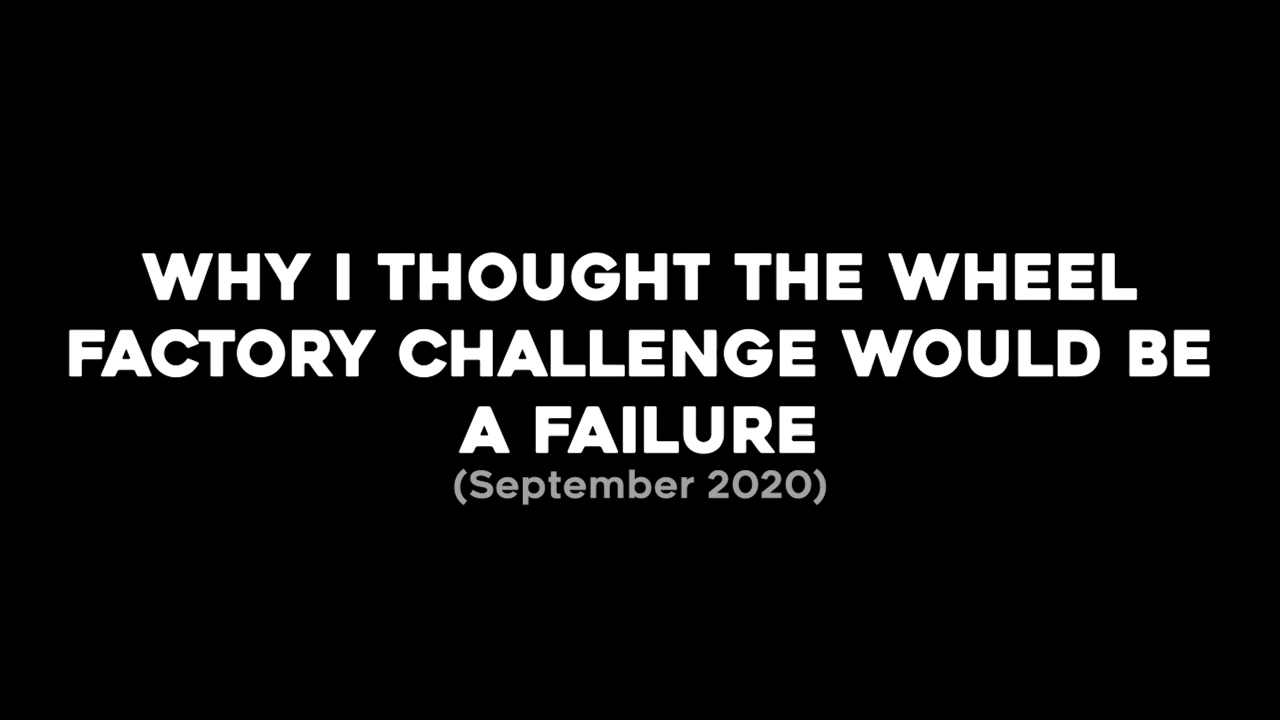 WHY I THOUGHT THE WHEEL
FACTORY CHALLENGE WOULD BE
A FAILURE
(September 2020)